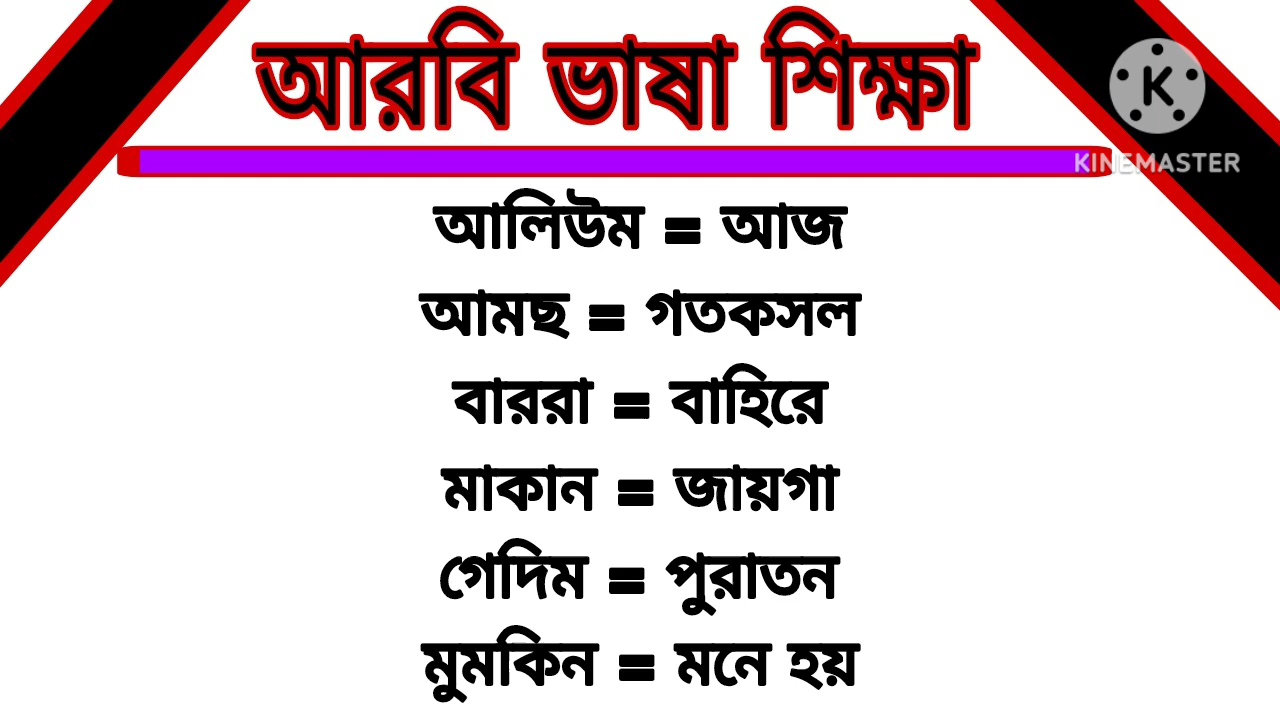 আরবি ভাষা শিক্ষা
K
KINEMASTER
আলিউম = আজ
আমছ = গতকসল
বাররা = বাহিরে
মাকান = জায়গা
গেদিম = পুরাতন
মুমকিন = মনে হয়